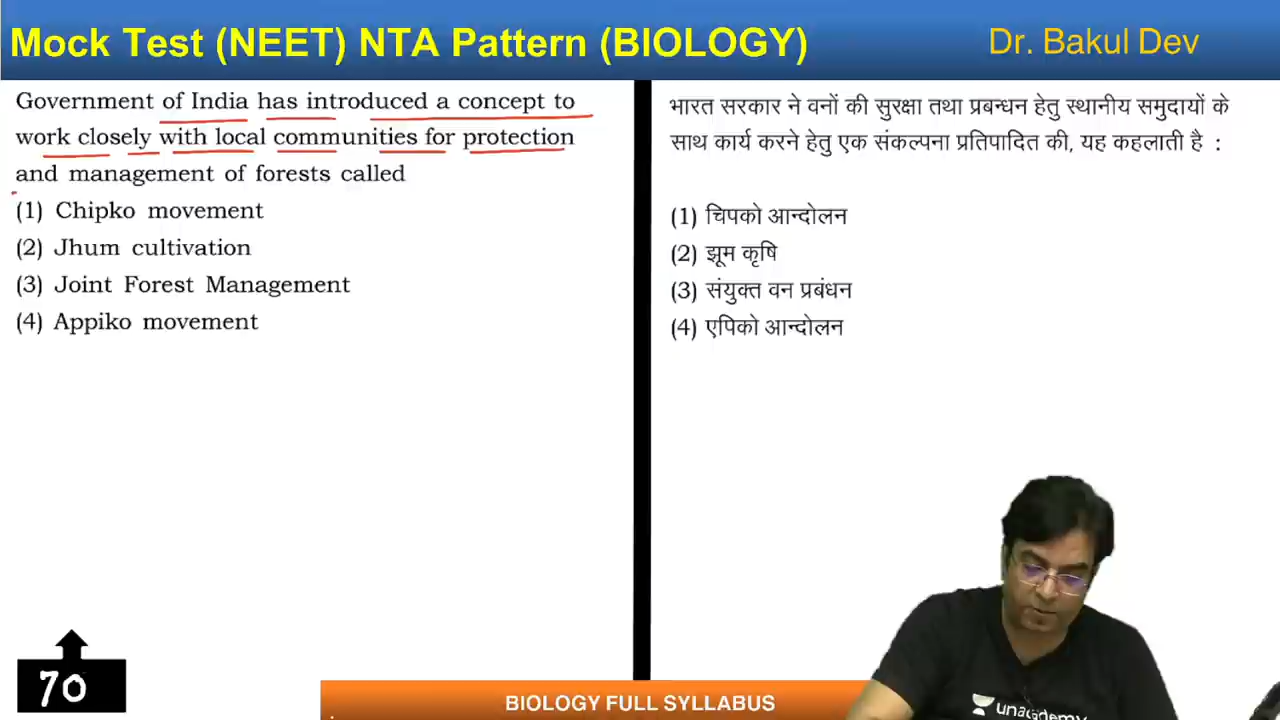 Mock Test (NEET) NTA Pattern (BIOLOGY)
Dr. Bakul Dev
Government of India has introduced a concept to
work closely with local communities for protection
and management of forests called
(1) Chipko movement
(2) Jhum cultivation
(3) Joint Forest Management
(4) Appiko movement
भारत सरकार ने वनों की सुरक्षा तथा प्रबन्धन हेतु स्थानीय समुदायों के
साथ कार्य करने हेतु एक संकल्पना प्रतिपादित की, यह कहलाती है :
(1) चिपको आन्दोलन
(2) झूम कृषि
(3) संयुक्त वन प्रबंधन
(4) एपिको आन्दोलन
70
BIOLOGY FULL SYLLABUS
unacademy